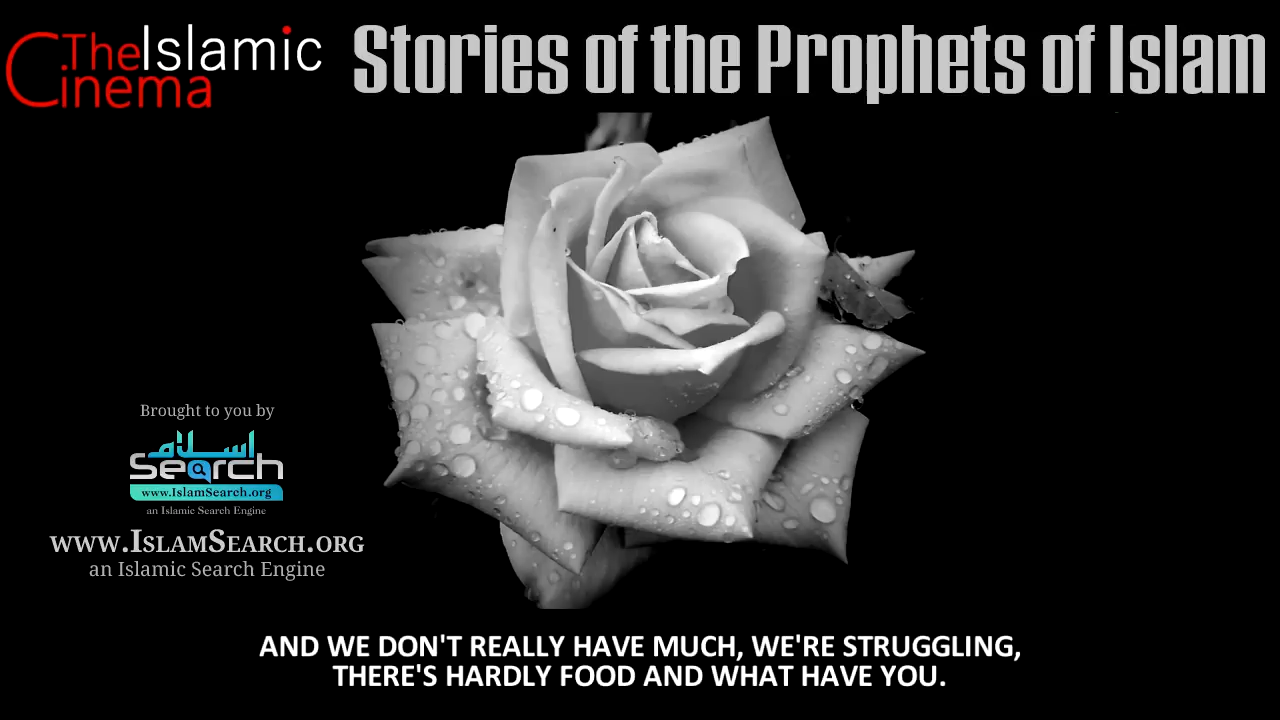 The Islamic
Cinema
Stories of the Prophets of Islam
Brought to you by
اسلام
search
www.IslamSearch.org
an Islamic Search Engine
www.IslamSearch.org
an Islamic Search Engine
AND WE DON'T REALLY HAVE MUCH, WE'RE STRUGGLING,
THERE'S HARDLY FOOD AND WHAT HAVE YOU.